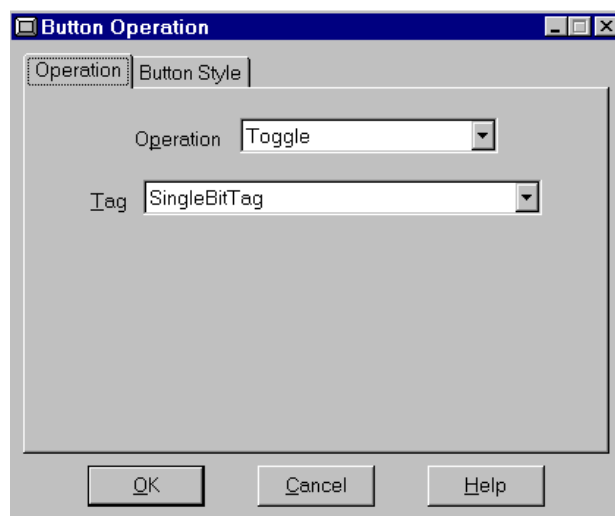 Button Operation
Operation Button Style
Operation Toggle
Tag SingleBitTag
OK Cancel Help